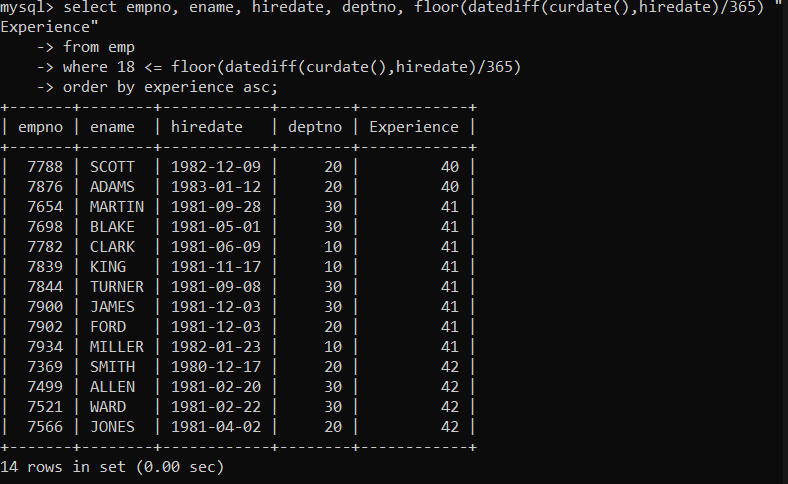 mysql> select empno, ename, hiredate, deptno, floor(datediff(curdate(),hiredate)/365) "
Experience"
    -> from emp
    -> where 18 <= floor(datediff(curdate(),hiredate)/365)
    -> order by experience asc;
+-------+--------+------------+--------+------------+
| empno | ename  | hiredate   | deptno | Experience |
+-------+--------+------------+--------+------------+
|  7788 | SCOTT  | 1982-12-09 |     20 |         40 |
|  7876 | ADAMS  | 1983-01-12 |     20 |         40 |
|  7654 | MARTIN | 1981-09-28 |     30 |         41 |
|  7698 | BLAKE  | 1981-05-01 |     30 |         41 |
|  7782 | CLARK  | 1981-06-09 |     10 |         41 |
|  7839 | KING   | 1981-11-17 |     10 |         41 |
|  7844 | TURNER | 1981-09-08 |     30 |         41 |
|  7900 | JAMES  | 1981-12-03 |     30 |         41 |
|  7902 | FORD   | 1981-12-03 |     20 |         41 |
|  7934 | MILLER | 1982-01-23 |     10 |         41 |
|  7369 | SMITH  | 1980-12-17 |     20 |         42 |
|  7499 | ALLEN  | 1981-02-20 |     30 |         42 |
|  7521 | WARD   | 1981-02-22 |     30 |         42 |
|  7566 | JONES  | 1981-04-02 |     20 |         42 |
+-------+--------+------------+--------+------------+
14 rows in set (0.00 sec)